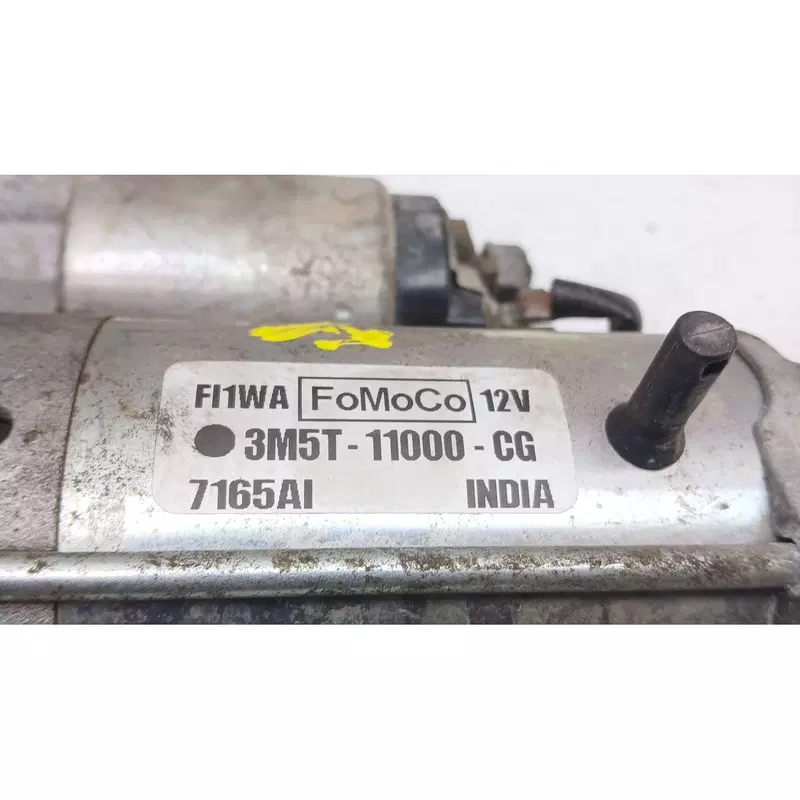 FI1WA FoMoCo 12V
3M5T-11000-CG
7165AI INDIA